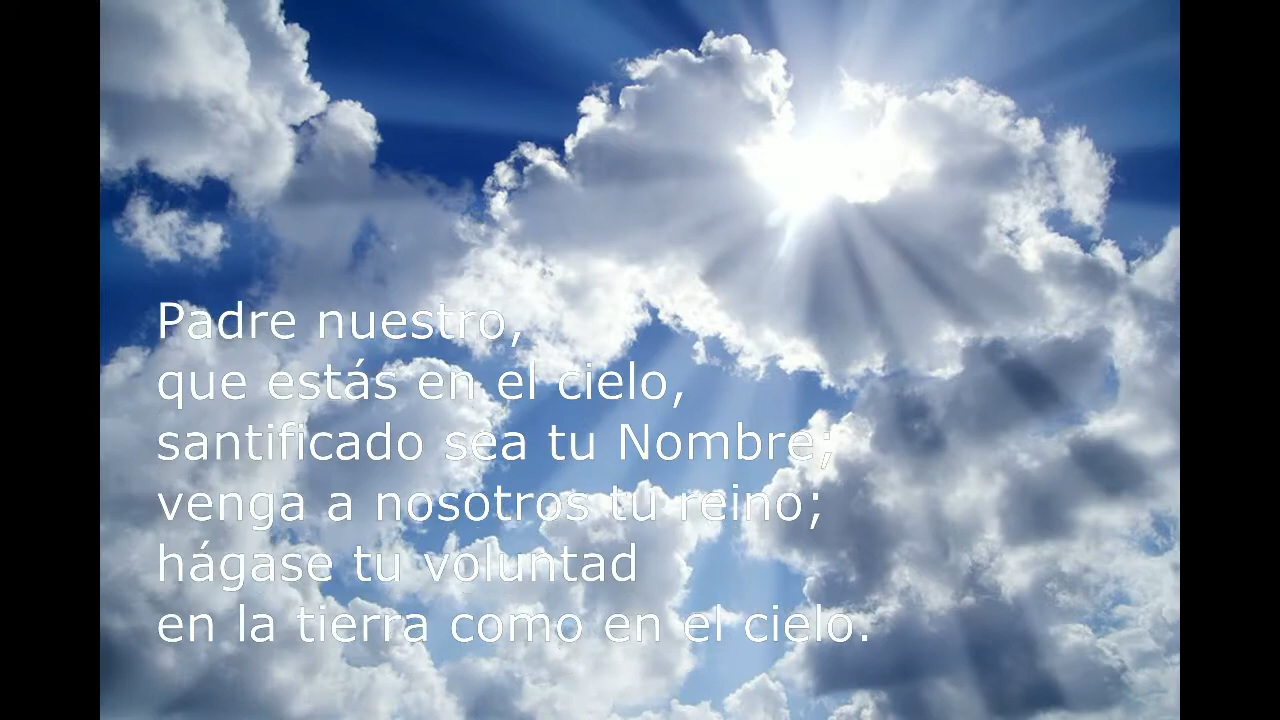 Padre nuestro,
que estás en el cielo,
santificado sea tu Nombre;
venga a nosotros tu reino;
hágase tu voluntad
en la tierra como en el cielo.